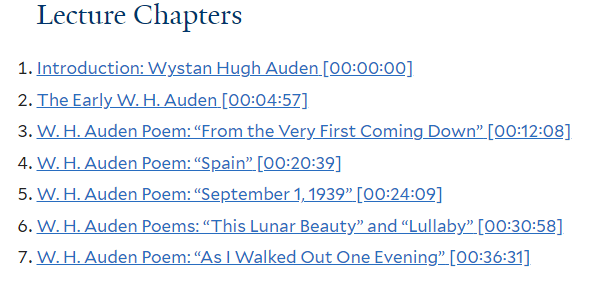 Lecture Chapters
1. Introduction: Wystan Hugh Auden [00:00:00]
2. The Early W. H. Auden [00:04:57]
3. W. H. Auden Poem: “From the Very First Coming Down” [00:12:08]
4. W. H. Auden Poem: “Spain” [00:20:39]
5. W. H. Auden Poem: “September 1, 1939” [00:24:09]
6. W. H. Auden Poems: “This Lunar Beauty” and “Lullaby” [00:30:58]
7. W. H. Auden Poem: “As I Walked Out One Evening” [00:36:31]